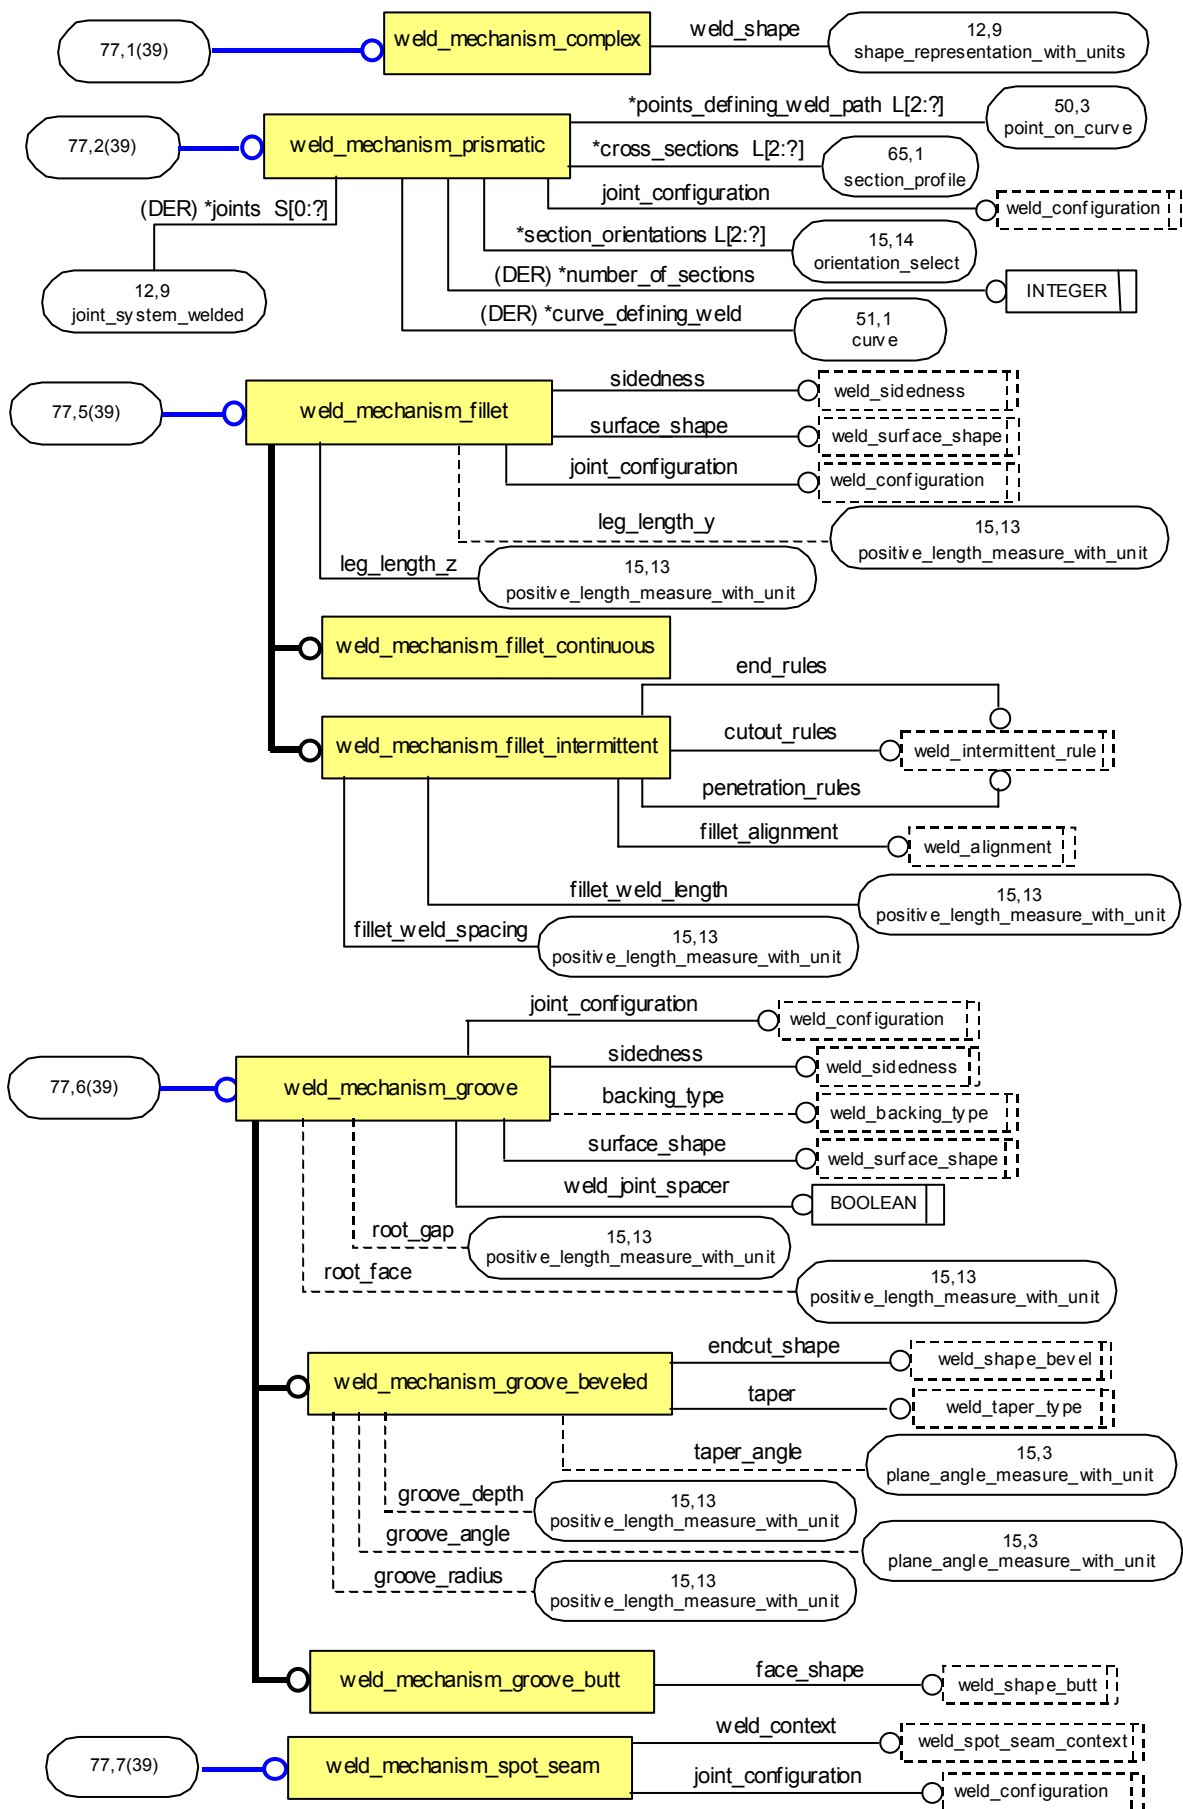 77,1(39)
weld_mechanism_complex
weld_shape
12,9
shape_representation_with_units
77,2(39)
weld_mechanism_prismatic
*points_defining_weld_path L[2:?]
50,3
point_on_curve
*cross_sections L[2:?]
65,1
section_profile
joint_configuration
weld_configuration
(DER) *joints S[0:?]
*section_orientations L[2:?]
15,14
orientation_select
12,9
joint_system_welded
(DER) *number_of_sections
INTEGER
(DER) *curve_defining_weld
51,1
curve
77,5(39)
weld_mechanism_fillet
sidedness
weld_sidedness
surface_shape
weld_surface_shape
joint_configuration
weld_configuration
leg_length_y
15,13
positive_length_measure_with_unit
leg_length_z
15,13
positive_length_measure_with_unit
weld_mechanism_fillet_continuous
end_rules
weld_mechanism_fillet_intermittent
cutout_rules
weld_intermittent_rule
penetration_rules
fillet_alignment
weld_alignment
fillet_weld_length
15,13
positive_length_measure_with_unit
fillet_weld_spacing
15,13
positive_length_measure_with_unit
joint_configuration
weld_configuration
77,6(39)
weld_mechanism_groove
sidedness
weld_sidedness
backing_type
weld_backing_type
surface_shape
weld_surface_shape
weld_joint_spacer
BOOLEAN
root_gap
15,13
positive_length_measure_with_unit
root_face
15,13
positive_length_measure_with_unit
weld_mechanism_groove_beveled
endcut_shape
weld_shape_bevel
taper
weld_taper_type
taper_angle
15,3
plane_angle_measure_with_unit
groove_depth
15,13
positive_length_measure_with_unit
groove_angle
15,3
plane_angle_measure_with_unit
groove_radius
15,13
positive_length_measure_with_unit
weld_mechanism_groove_butt
face_shape
weld_shape_butt
77,7(39)
weld_mechanism_spot_seam
weld_context
weld_spot_seam_context
joint_configuration
weld_configuration